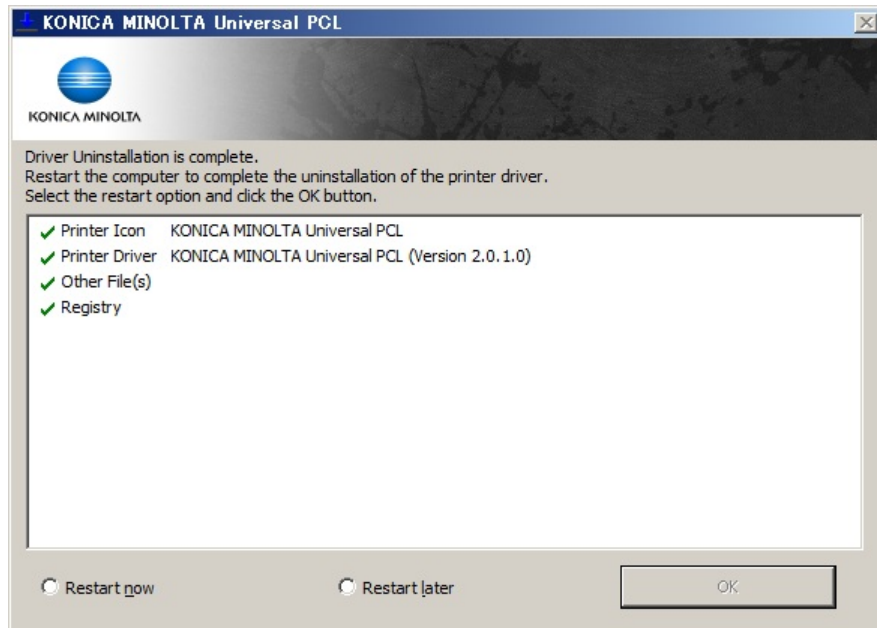 KONICA MINOLTA Universal PCL
KONICA MINOLTA
Driver Uninstallation is complete.
Restart the computer to complete the uninstallation of the printer driver.
Select the restart option and click the OK button.
Printer Icon KONICA MINOLTA Universal PCL
Printer Driver KONICA MINOLTA Universal PCL (Version 2.0.1.0)
Other File(s)
Registry
Restart now Restart later OK